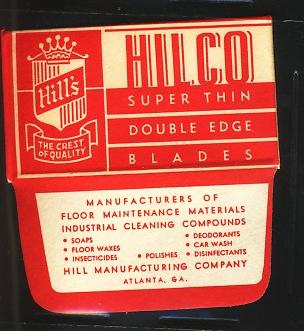 Hill's
THE CREST
OF QUALITY
HILCO
SUPER THIN
DOUBLE EDGE
BLADES
MANUFACTURERS OF
FLOOR MAINTENANCE MATERIALS
INDUSTRIAL CLEANING COMPOUNDS
• SOAPS • DEODORANTS
• FLOOR WAXES • CAR WASH
• INSECTICIDES • POLISHES • DISINFECTANTS
HILL MANUFACTURING COMPANY
ATLANTA, GA.